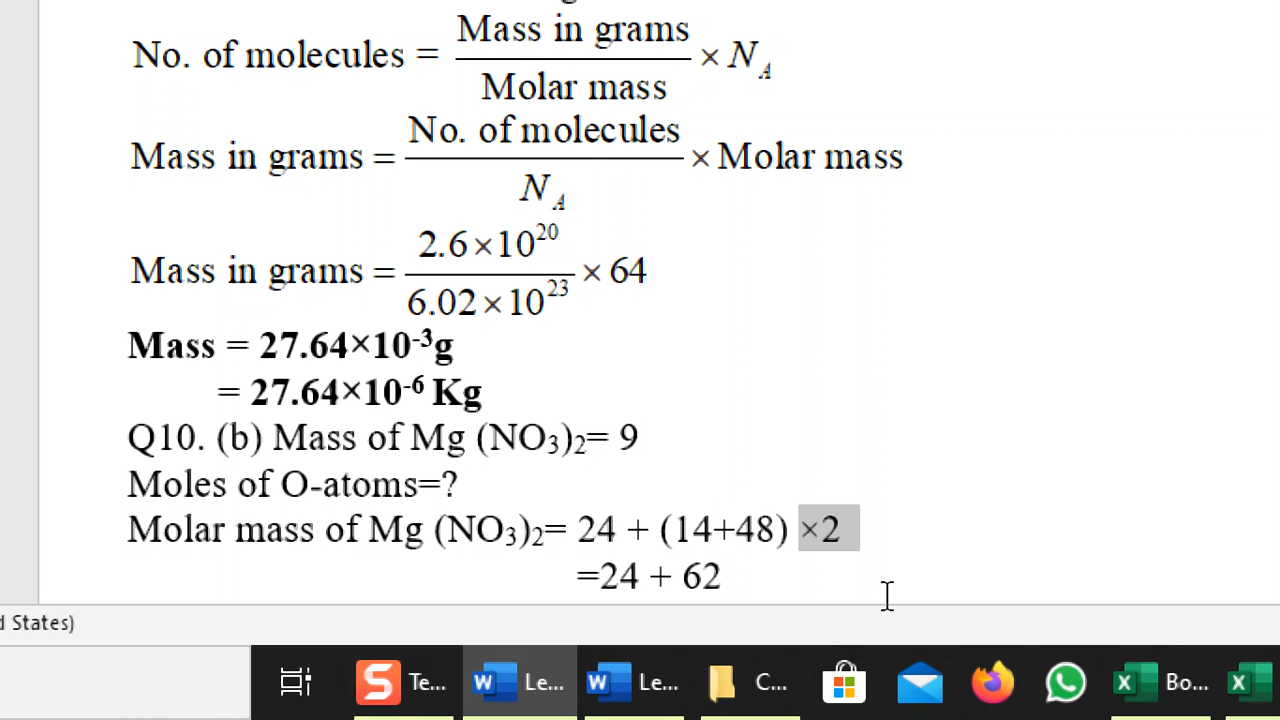 No. of molecules = Mass in grams / Molar mass × N_A
Mass in grams = No. of molecules / N_A × Molar mass
Mass in grams = 2.6×10^20 / 6.02×10^23 × 64
Mass = 27.64×10^-3g
= 27.64×10^-6 Kg
Q10. (b) Mass of Mg (NO₃)₂= 9
Moles of O-atoms=?
Molar mass of Mg (NO₃)₂= 24 + (14+48) ×2
=24 + 62
d States)
S Te... W Le... W Le... C... X Bo... X